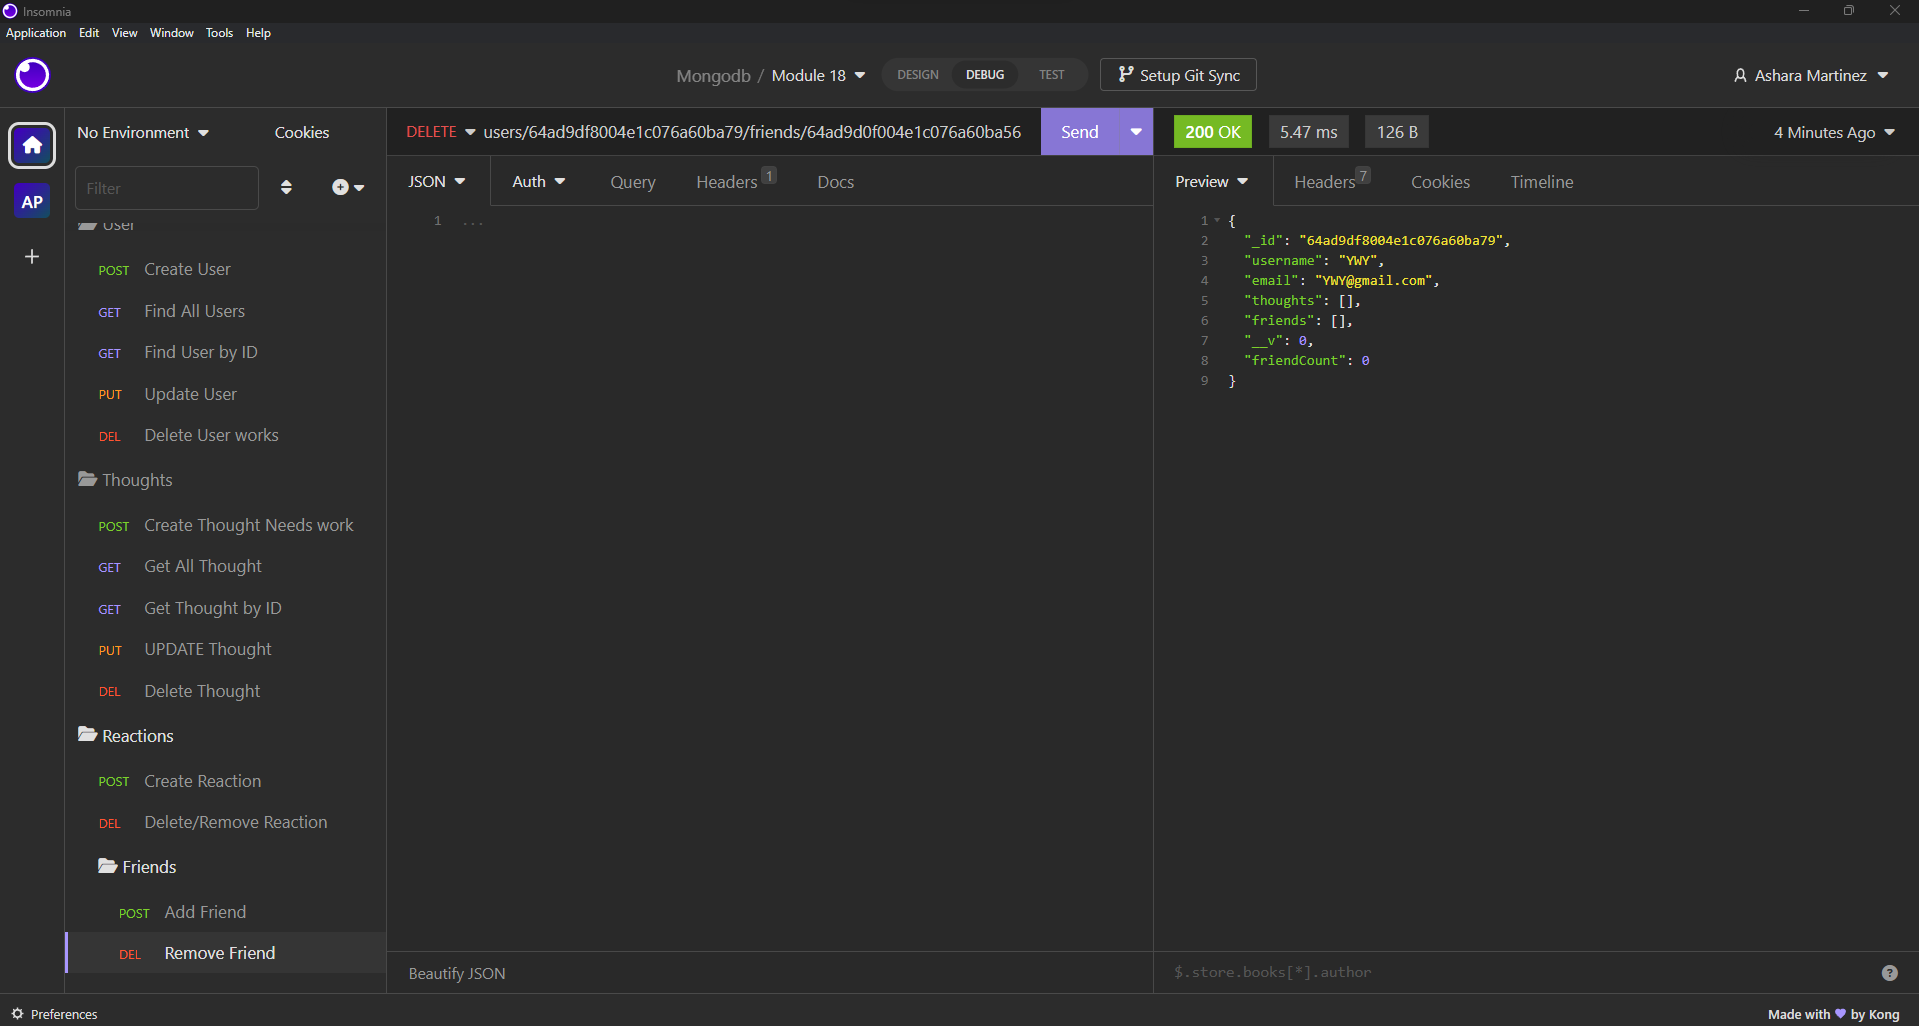 Insomnia
Application Edit View Window Tools Help
Mongodb / Module 18 DESIGN DEBUG TEST Setup Git Sync Ashara Martinez
No Environment Cookies
DELETE users/64ad9df8004e1c076a60ba79/friends/64ad9d0f004e1c076a60ba56 Send
200 OK 5.47 ms 126 B 4 Minutes Ago
AP
Filter
User
POST Create User
GET Find All Users
GET Find User by ID
PUT Update User
DEL Delete User works
Thoughts
POST Create Thought Needs work
GET Get All Thought
GET Get Thought by ID
PUT UPDATE Thought
DEL Delete Thought
Reactions
POST Create Reaction
DEL Delete/Remove Reaction
Friends
POST Add Friend
DEL Remove Friend
JSON Auth Query Headers 1 Docs
1 ...
Beautify JSON
Preview Headers 7 Cookies Timeline
1 {
2 "_id": "64ad9df8004e1c076a60ba79",
3 "username": "YWY",
4 "email": "YWY@gmail.com",
5 "thoughts": [],
6 "friends": [],
7 "__v": 0,
8 "friendCount": 0
9 }
$.store.books[*].author ?
Preferences
Made with 💜 by Kong